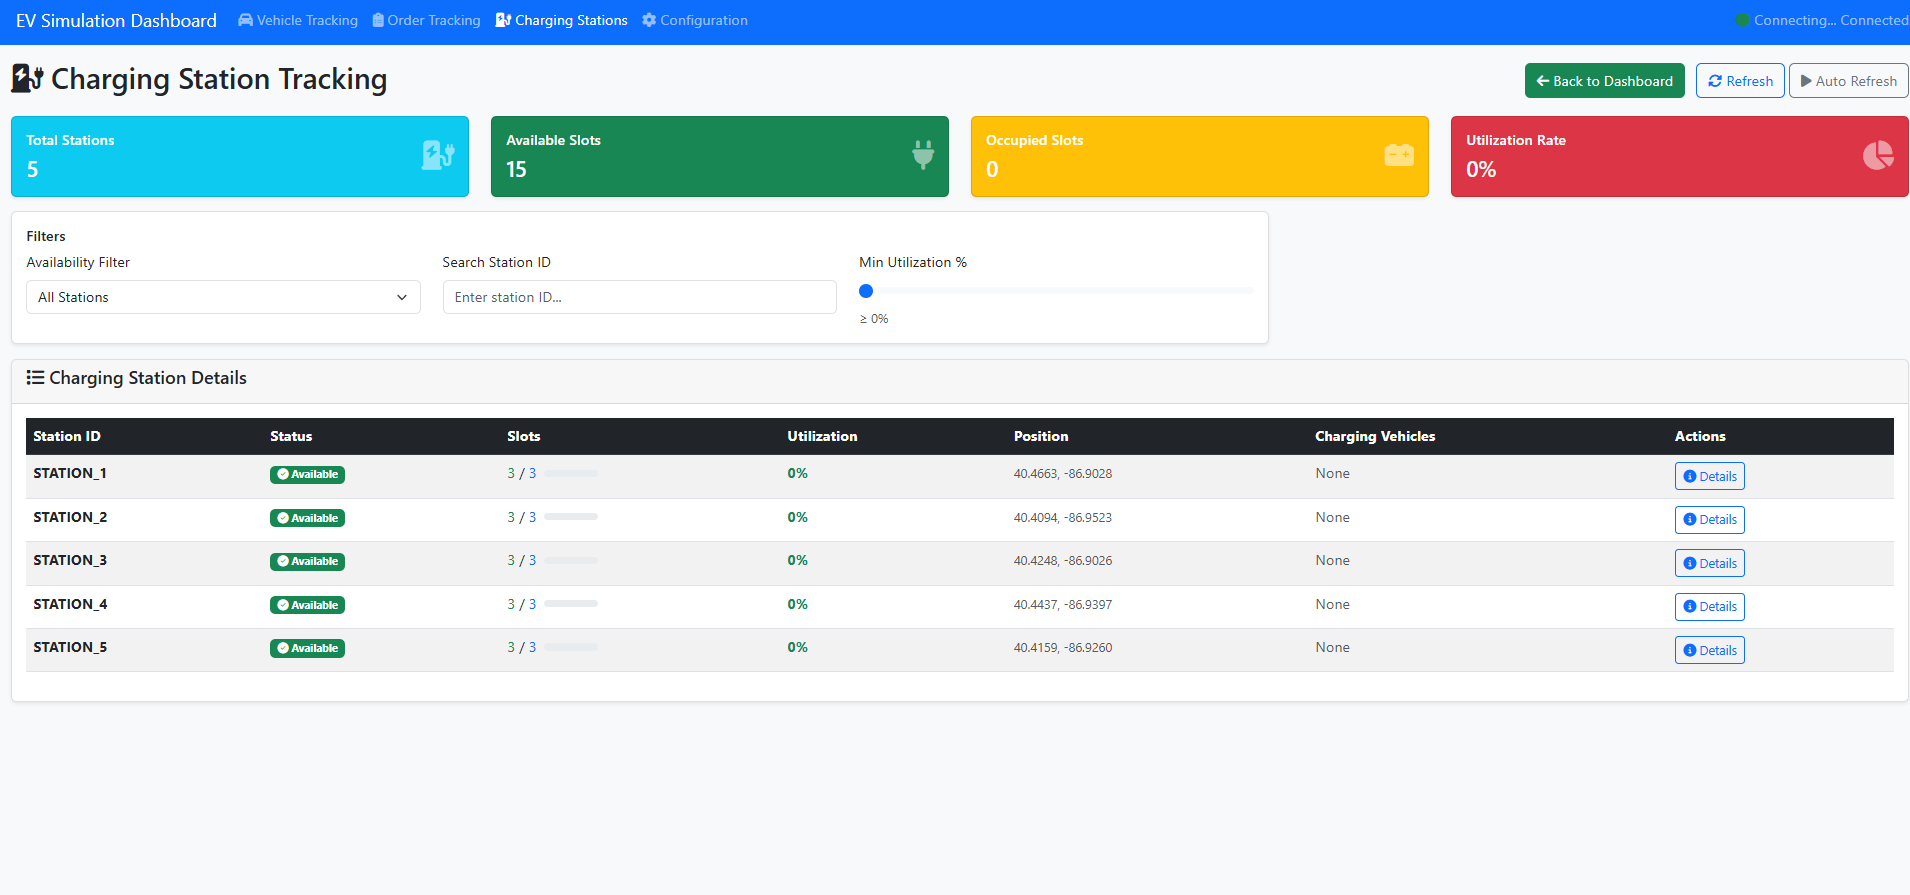 EV Simulation Dashboard Vehicle Tracking Order Tracking Charging Stations Configuration Connecting... Connected
Charging Station Tracking
Back to Dashboard Refresh Auto Refresh
Total Stations
5
Available Slots
15
Occupied Slots
0
Utilization Rate
0%
Filters
Availability Filter
All Stations
Search Station ID
Enter station ID...
Min Utilization %
≥ 0%
Charging Station Details
Station ID Status Slots Utilization Position Charging Vehicles Actions
STATION_1 Available 3 / 3 0% 40.4663, -86.9028 None Details
STATION_2 Available 3 / 3 0% 40.4094, -86.9523 None Details
STATION_3 Available 3 / 3 0% 40.4248, -86.9026 None Details
STATION_4 Available 3 / 3 0% 40.4437, -86.9397 None Details
STATION_5 Available 3 / 3 0% 40.4159, -86.9260 None Details